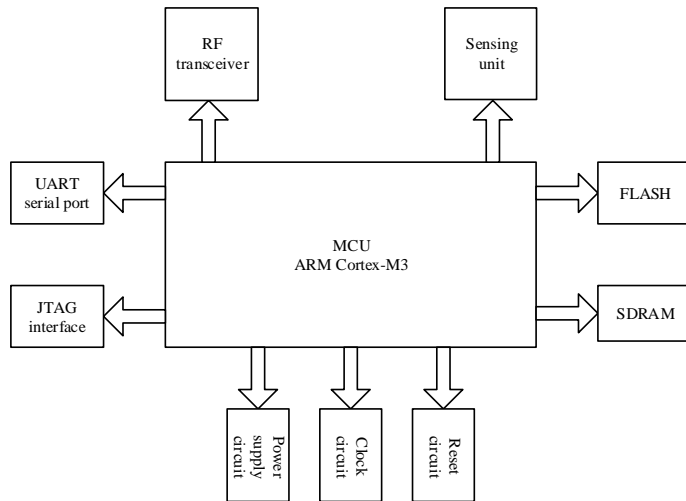 RF
transceiver
Sensing
unit
UART
serial port
FLASH
MCU
ARM Cortex-M3
JTAG
interface
SDRAM
Power
supply
circuit
Clock
circuit
Reset
circuit